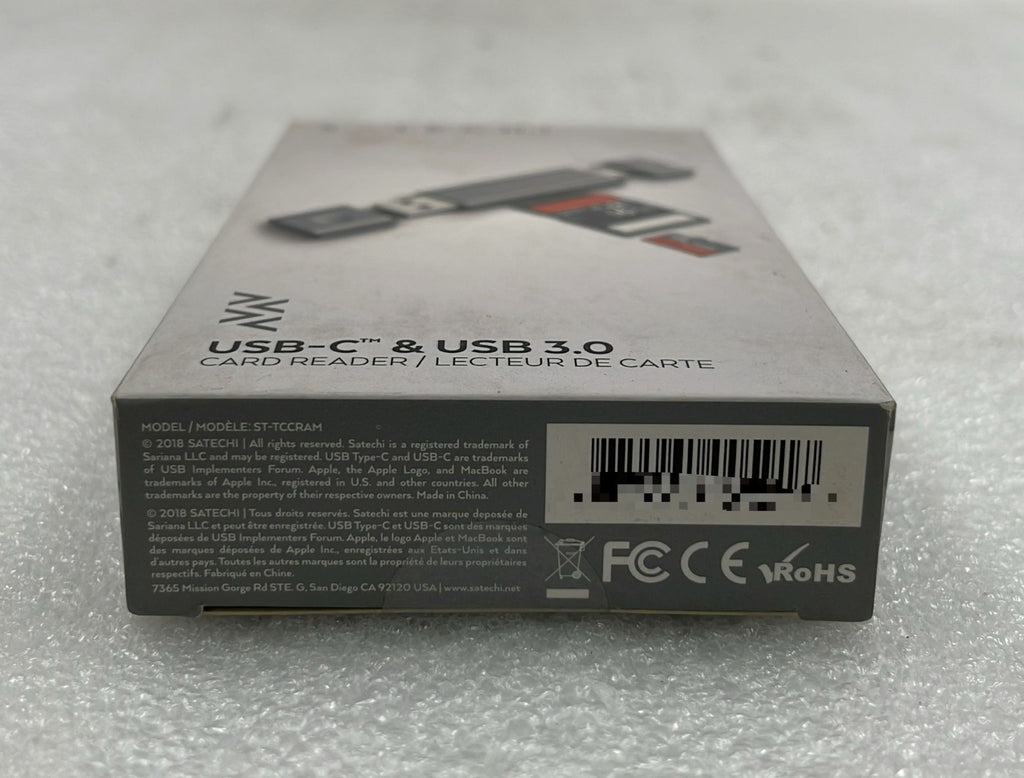 USB-C™ & USB 3.0
CARD READER / LECTEUR DE CARTE
MODEL / MODÈLE: ST-TCCRAM
© 2018 SATECHI | All rights reserved. Satechi is a registered trademark of
Sariana LLC and may be registered. USB Type-C and USB-C are trademarks
of USB Implementers Forum. Apple, the Apple Logo, and MacBook are
trademarks of Apple Inc., registered in U.S. and other countries. All other
trademarks are the property of their respective owners. Made in China.
© 2018 SATECHI | Tous droits reservés. Satechi est une marque deposée de
Sariana LLC et peut être enregistrée. USB Type-C et USB-C sont des marques
déposées de USB Implementers Forum. Apple, le logo Apple et MacBook sont
des marques déposées de Apple Inc., enregistrées aux Etats-Unis et dans
d'autres pays. Toutes les autres marques sont la propriété de leurs propriétaires
respectifs. Fabriqué en Chine.
7365 Mission Gorge Rd STE. G, San Diego CA 92120 USA | www.satechi.net
FC CE RoHS